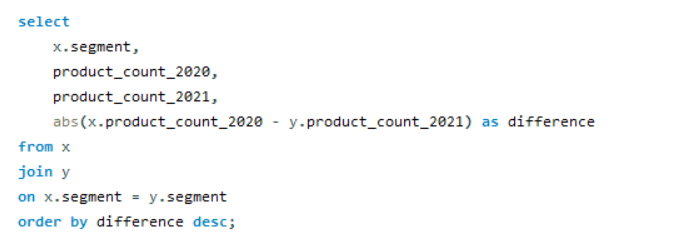 select
x.segment,
product_count_2020,
product_count_2021,
abs(x.product_count_2020 - y.product_count_2021) as difference
from x
join y
on x.segment = y.segment
order by difference desc;